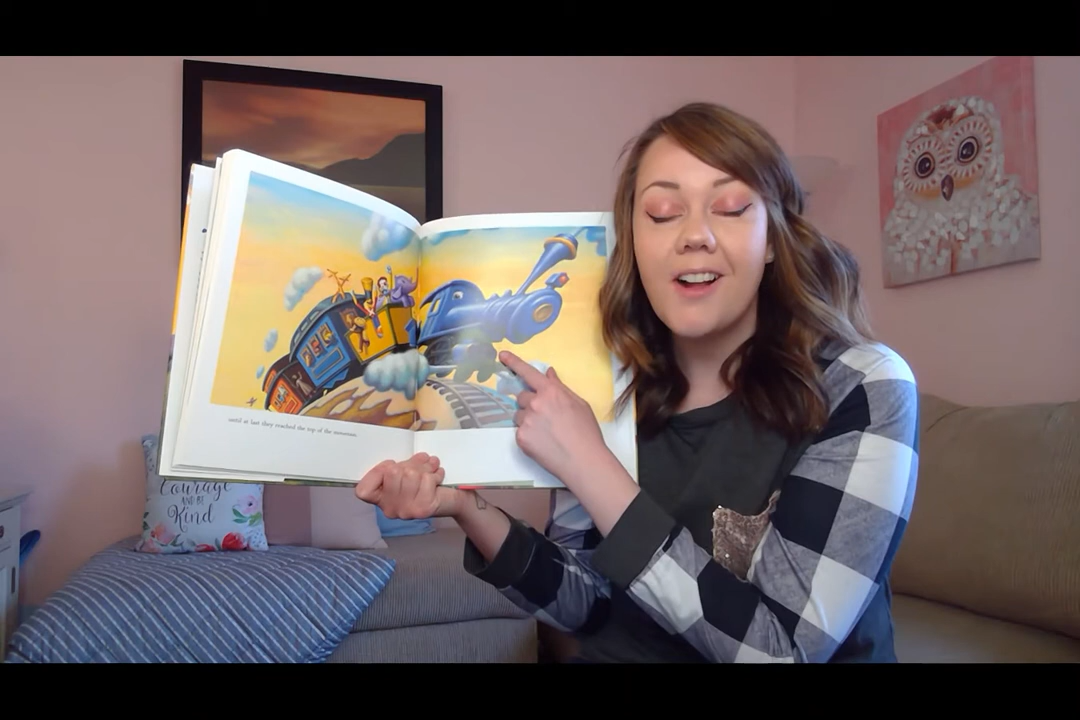 until at last they reached the top of the mountain.
Courage
AND BE
Kind